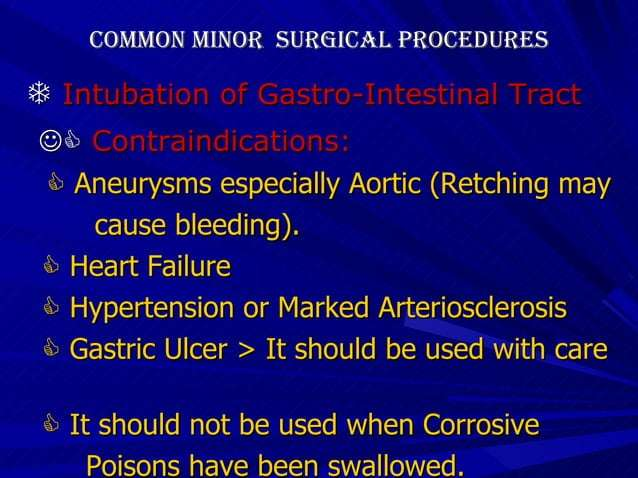 COMMON MINOR SURGICAL PROCEDURES
Intubation of Gastro-Intestinal Tract
Contraindications:
Aneurysms especially Aortic (Retching may
cause bleeding).
Heart Failure
Hypertension or Marked Arteriosclerosis
Gastric Ulcer > It should be used with care
It should not be used when Corrosive
Poisons have been swallowed.